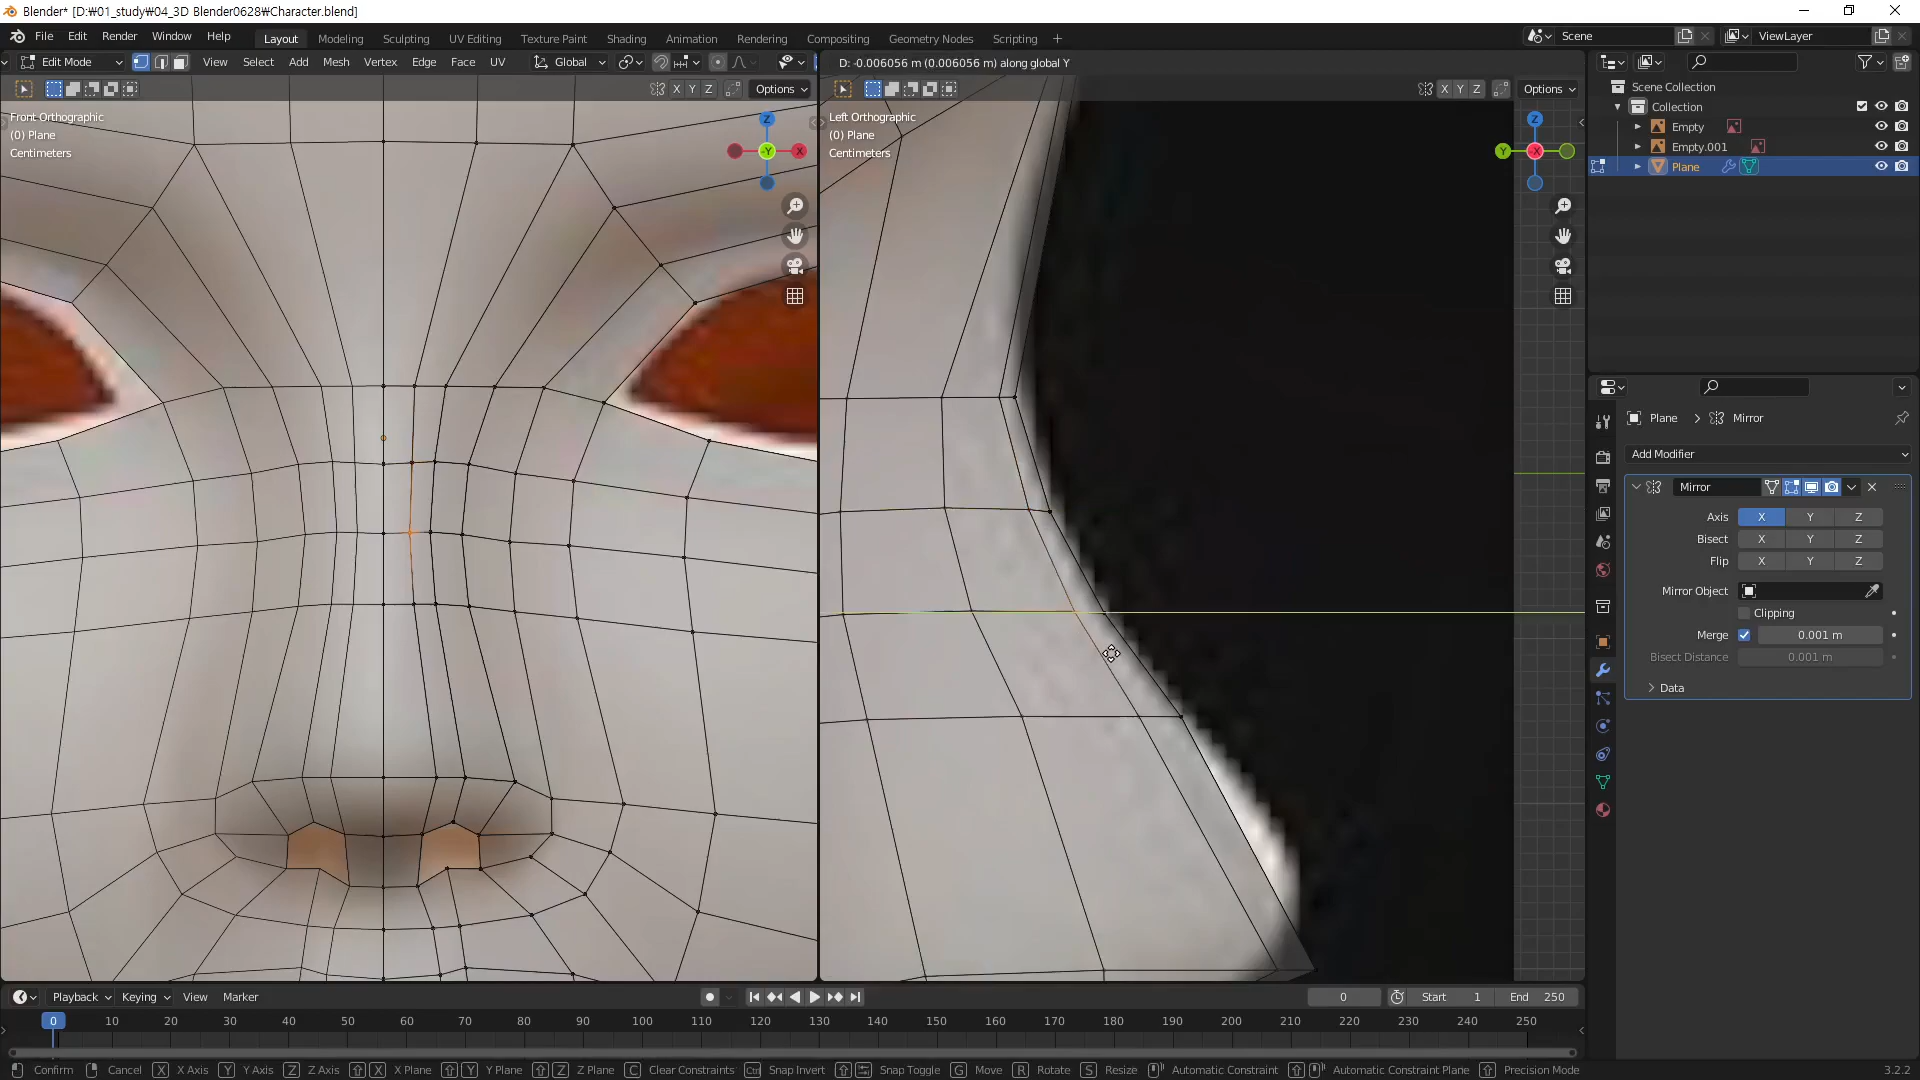 Blender* [D:₩01_study₩04_3D Blender0628₩Character.blend]
File Edit Render Window Help Layout Modeling Sculpting UV Editing Texture Paint Shading Animation Rendering Compositing Geometry Nodes Scripting + Scene ViewLayer
Edit Mode View Select Add Mesh Vertex Edge Face UV Global D: -0.006056 m (0.006056 m) along global Y
X Y Z Options X Y Z Options
Scene Collection
Collection
Empty
Empty.001
Plane
Front Orthographic
(0) Plane
Centimeters
Z
-Y X
Left Orthographic
(0) Plane
Centimeters
Z
Y -X
Plane > Mirror
Add Modifier
Mirror
Axis X Y Z
Bisect X Y Z
Flip X Y Z
Mirror Object
Clipping
Merge 0.001 m
Bisect Distance 0.001 m
Data
Playback Keying View Marker 0 Start 1 End 250
0 10 20 30 40 50 60 70 80 90 100 110 120 130 140 150 160 170 180 190 200 210 220 230 240 250
Confirm Cancel X X Axis Y Y Axis Z Z Axis X X Plane Y Y Plane Z Z Plane C Clear Constraints Ctrl Snap Invert Snap Toggle G Move R Rotate S Resize Automatic Constraint Automatic Constraint Plane Precision Mode 3.2.2